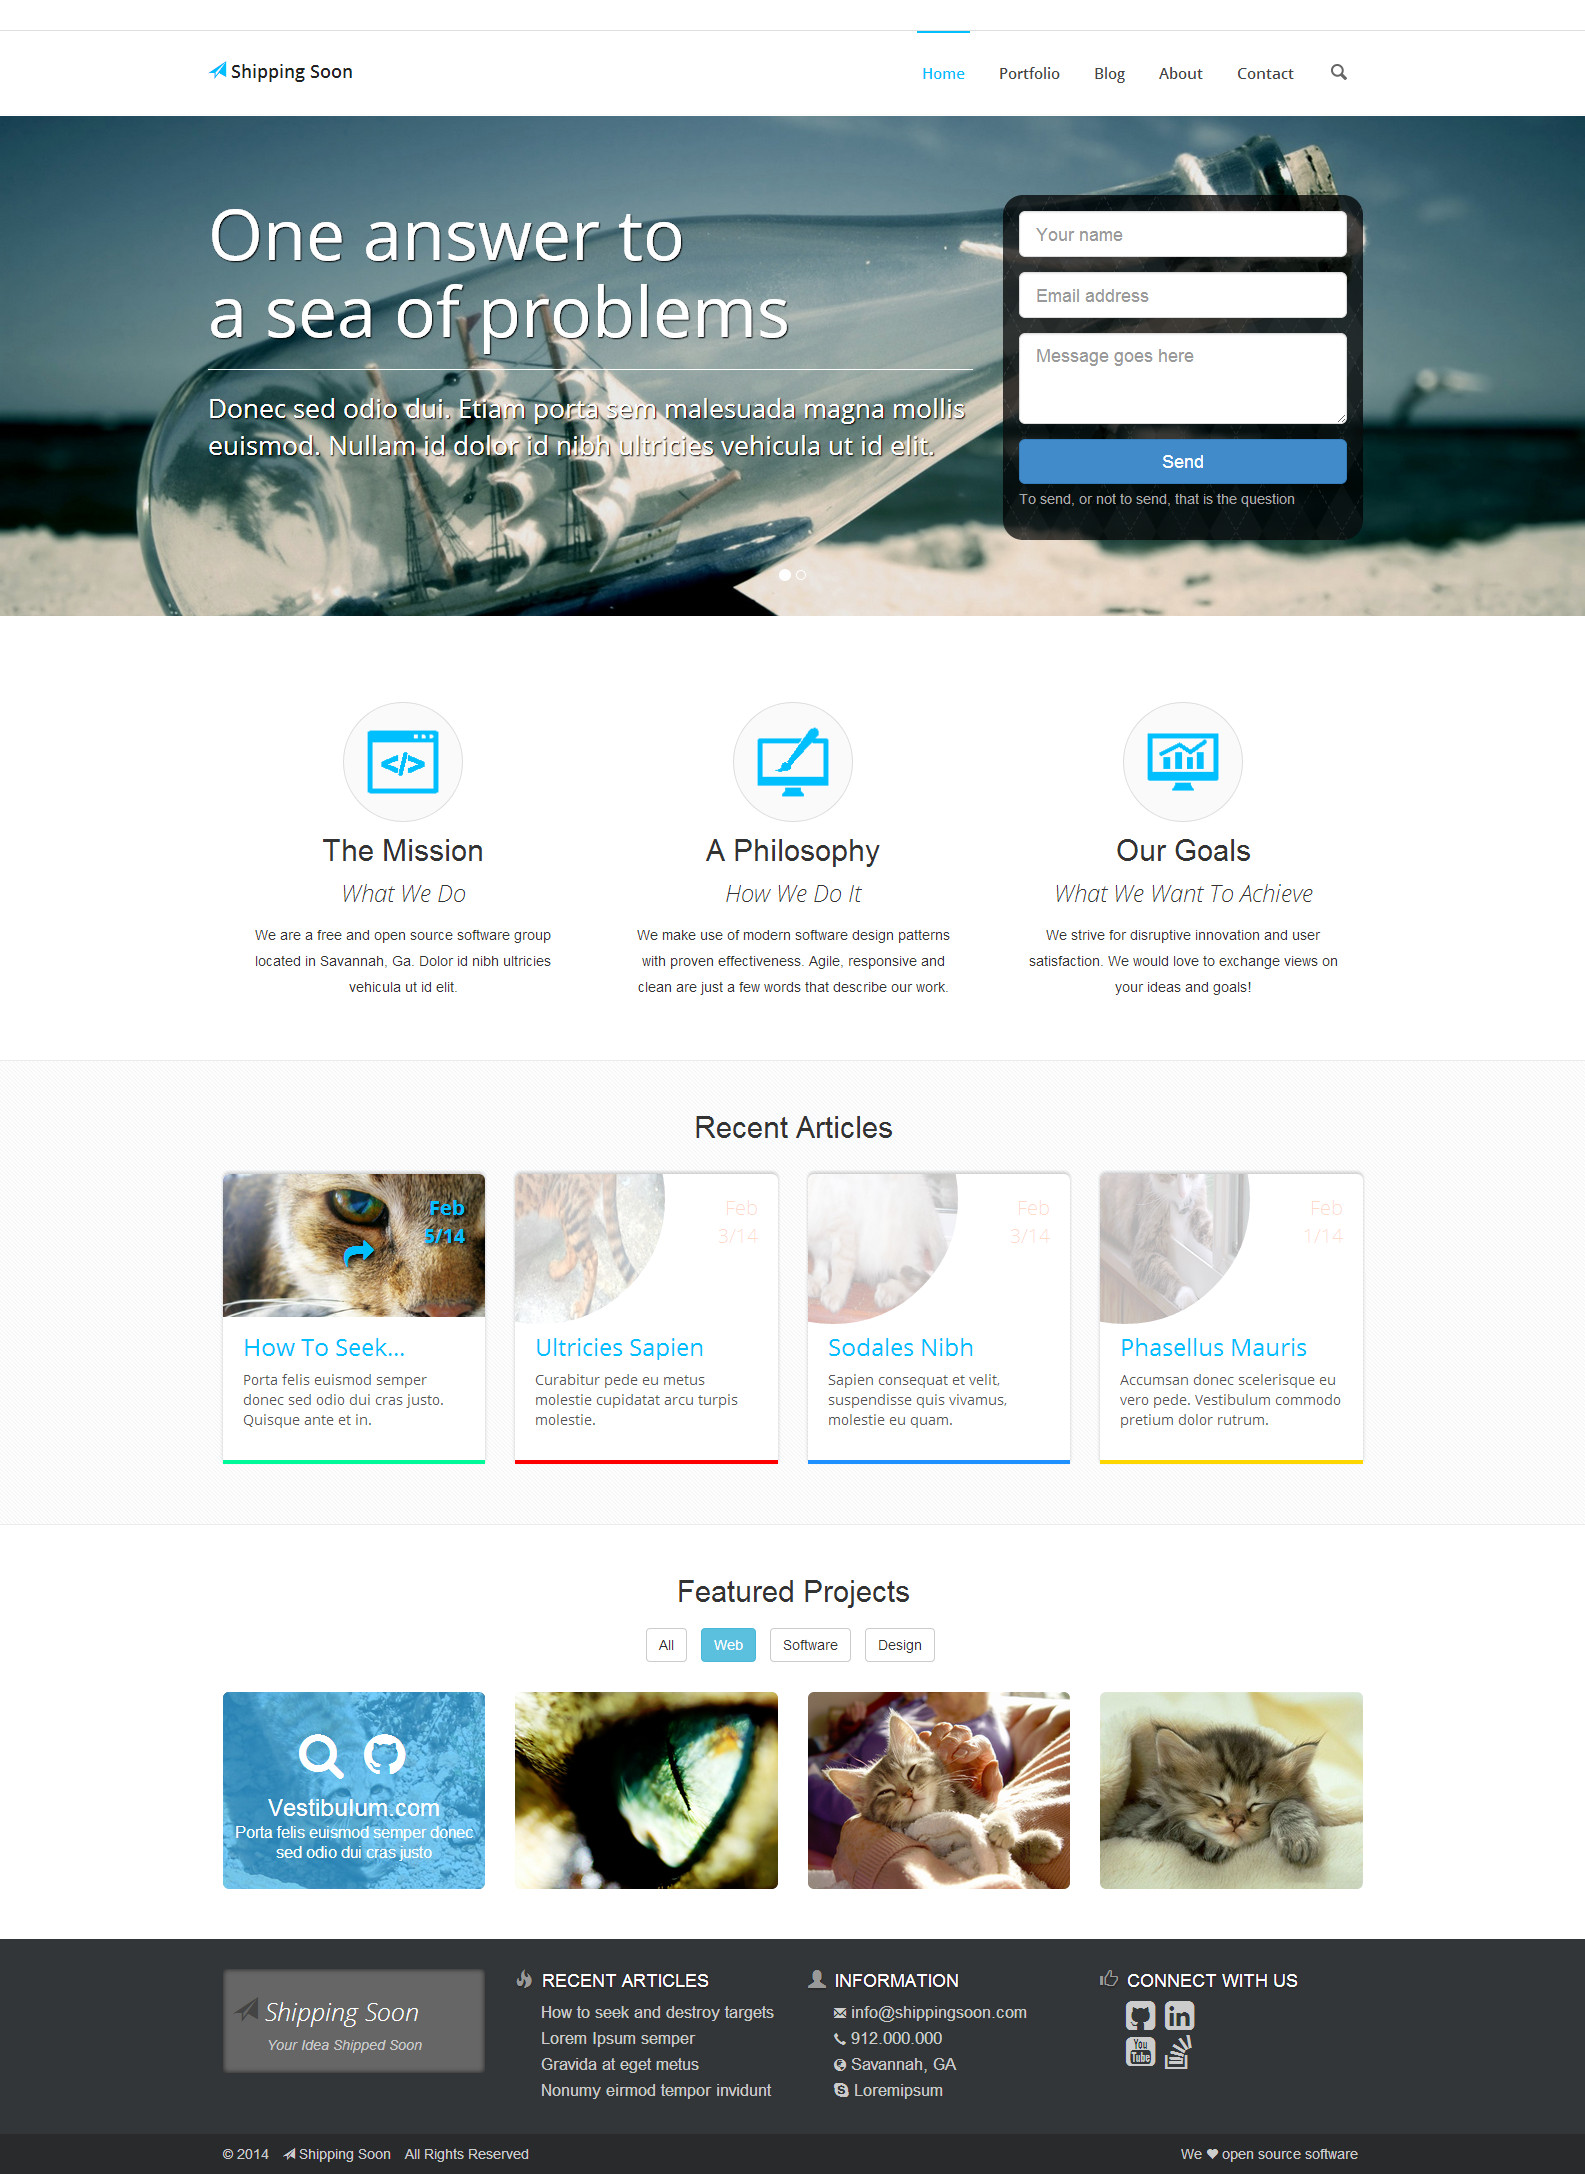 Shipping Soon
Home
Portfolio
Blog
About
Contact
One answer to
a sea of problems
Donec sed odio dui. Etiam porta sem malesuada magna mollis
euismod. Nullam id dolor id nibh ultricies vehicula ut id elit.
Your name
Email address
Message goes here
Send
To send, or not to send, that is the question
The Mission
What We Do
We are a free and open source software group
located in Savannah, Ga. Dolor id nibh ultricies
vehicula ut id elit.
A Philosophy
How We Do It
We make use of modern software design patterns
with proven effectiveness. Agile, responsive and
clean are just a few words that describe our work.
Our Goals
What We Want To Achieve
We strive for disruptive innovation and user
satisfaction. We would love to exchange views on
your ideas and goals!
Recent Articles
Feb
5/14
How To Seek...
Porta felis euismod semper
donec sed odio dui cras justo.
Quisque ante et in.
Feb
3/14
Ultricies Sapien
Curabitur pede eu metus
molestie cupidatat arcu turpis
molestie.
Feb
3/14
Sodales Nibh
Sapien consequat et velit,
suspendisse quis vivamus,
molestie eu quam.
Feb
1/14
Phasellus Mauris
Accumsan donec scelerisque eu
vero pede. Vestibulum commodo
pretium dolor rutrum.
Featured Projects
All
Web
Software
Design
Vestibulum.com
Porta felis euismod semper donec
sed odio dui cras justo
Shipping Soon
Your Idea Shipped Soon
RECENT ARTICLES
How to seek and destroy targets
Lorem Ipsum semper
Gravida at eget metus
Nonumy eirmod tempor invidunt
INFORMATION
info@shippingsoon.com
912.000.000
Savannah, GA
Loremipsum
CONNECT WITH US
in
You
Tube
© 2014 Shipping Soon All Rights Reserved
We ♥ open source software